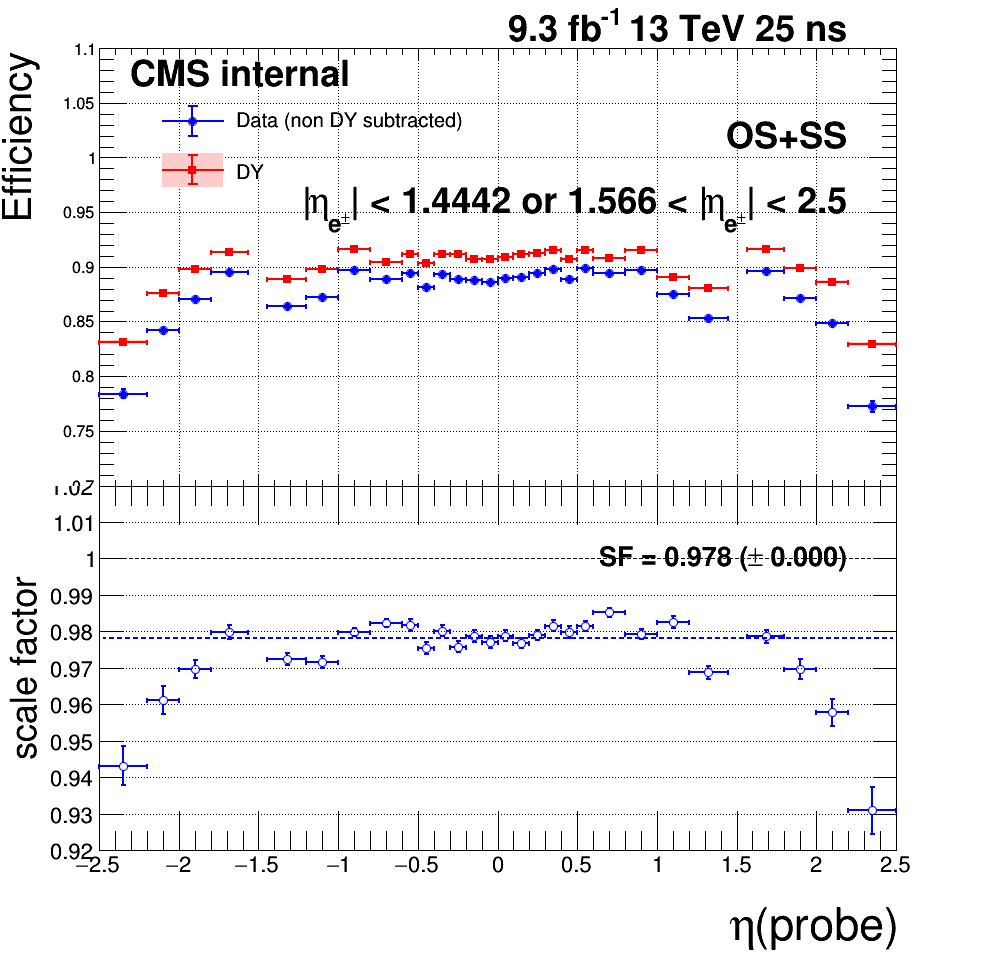 9.3 fb-1 13 TeV 25 ns
Efficiency
1.1
1.05
1
0.95
0.9
0.85
0.8
0.75
CMS internal
Data (non DY subtracted)
DY
OS+SS
|ηe±| < 1.4442 or 1.566 < |ηe±| < 2.5
scale factor
1.02
1.01
1
0.99
0.98
0.97
0.96
0.95
0.94
0.93
0.92
SF = 0.978 (± 0.000)
−2.5 −2 −1.5 −1 −0.5 0 0.5 1 1.5 2 2.5
η(probe)